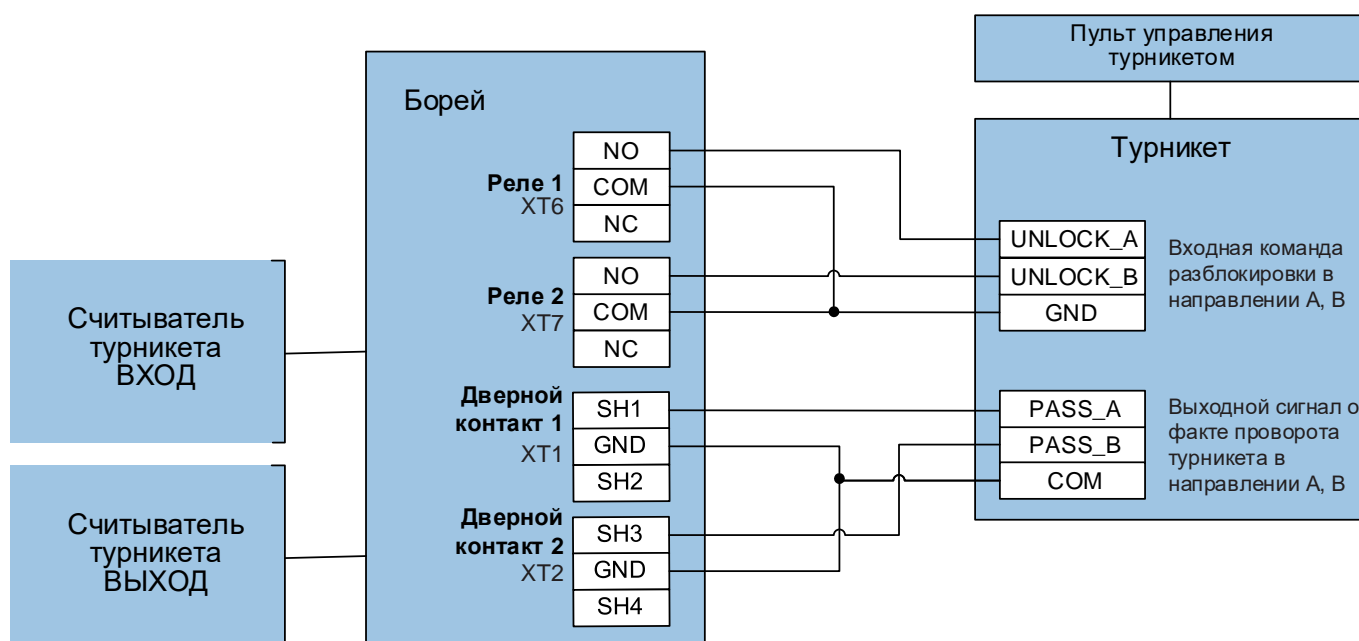 Пульт управления
турникетом
Борей
Турникет
Реле 1
XT6
NO
COM
NC
Реле 2
XT7
NO
COM
NC
Дверной
контакт 1
XT1
SH1
GND
SH2
Дверной
контакт 2
XT2
SH3
GND
SH4
UNLOCK_A
UNLOCK_B
GND
Входная команда
разблокировки в
направлении А, В
PASS_A
PASS_B
COM
Выходной сигнал о
факте проворота
турникета в
направлении А, В
Считыватель
турникета
ВХОД
Считыватель
турникета
ВЫХОД